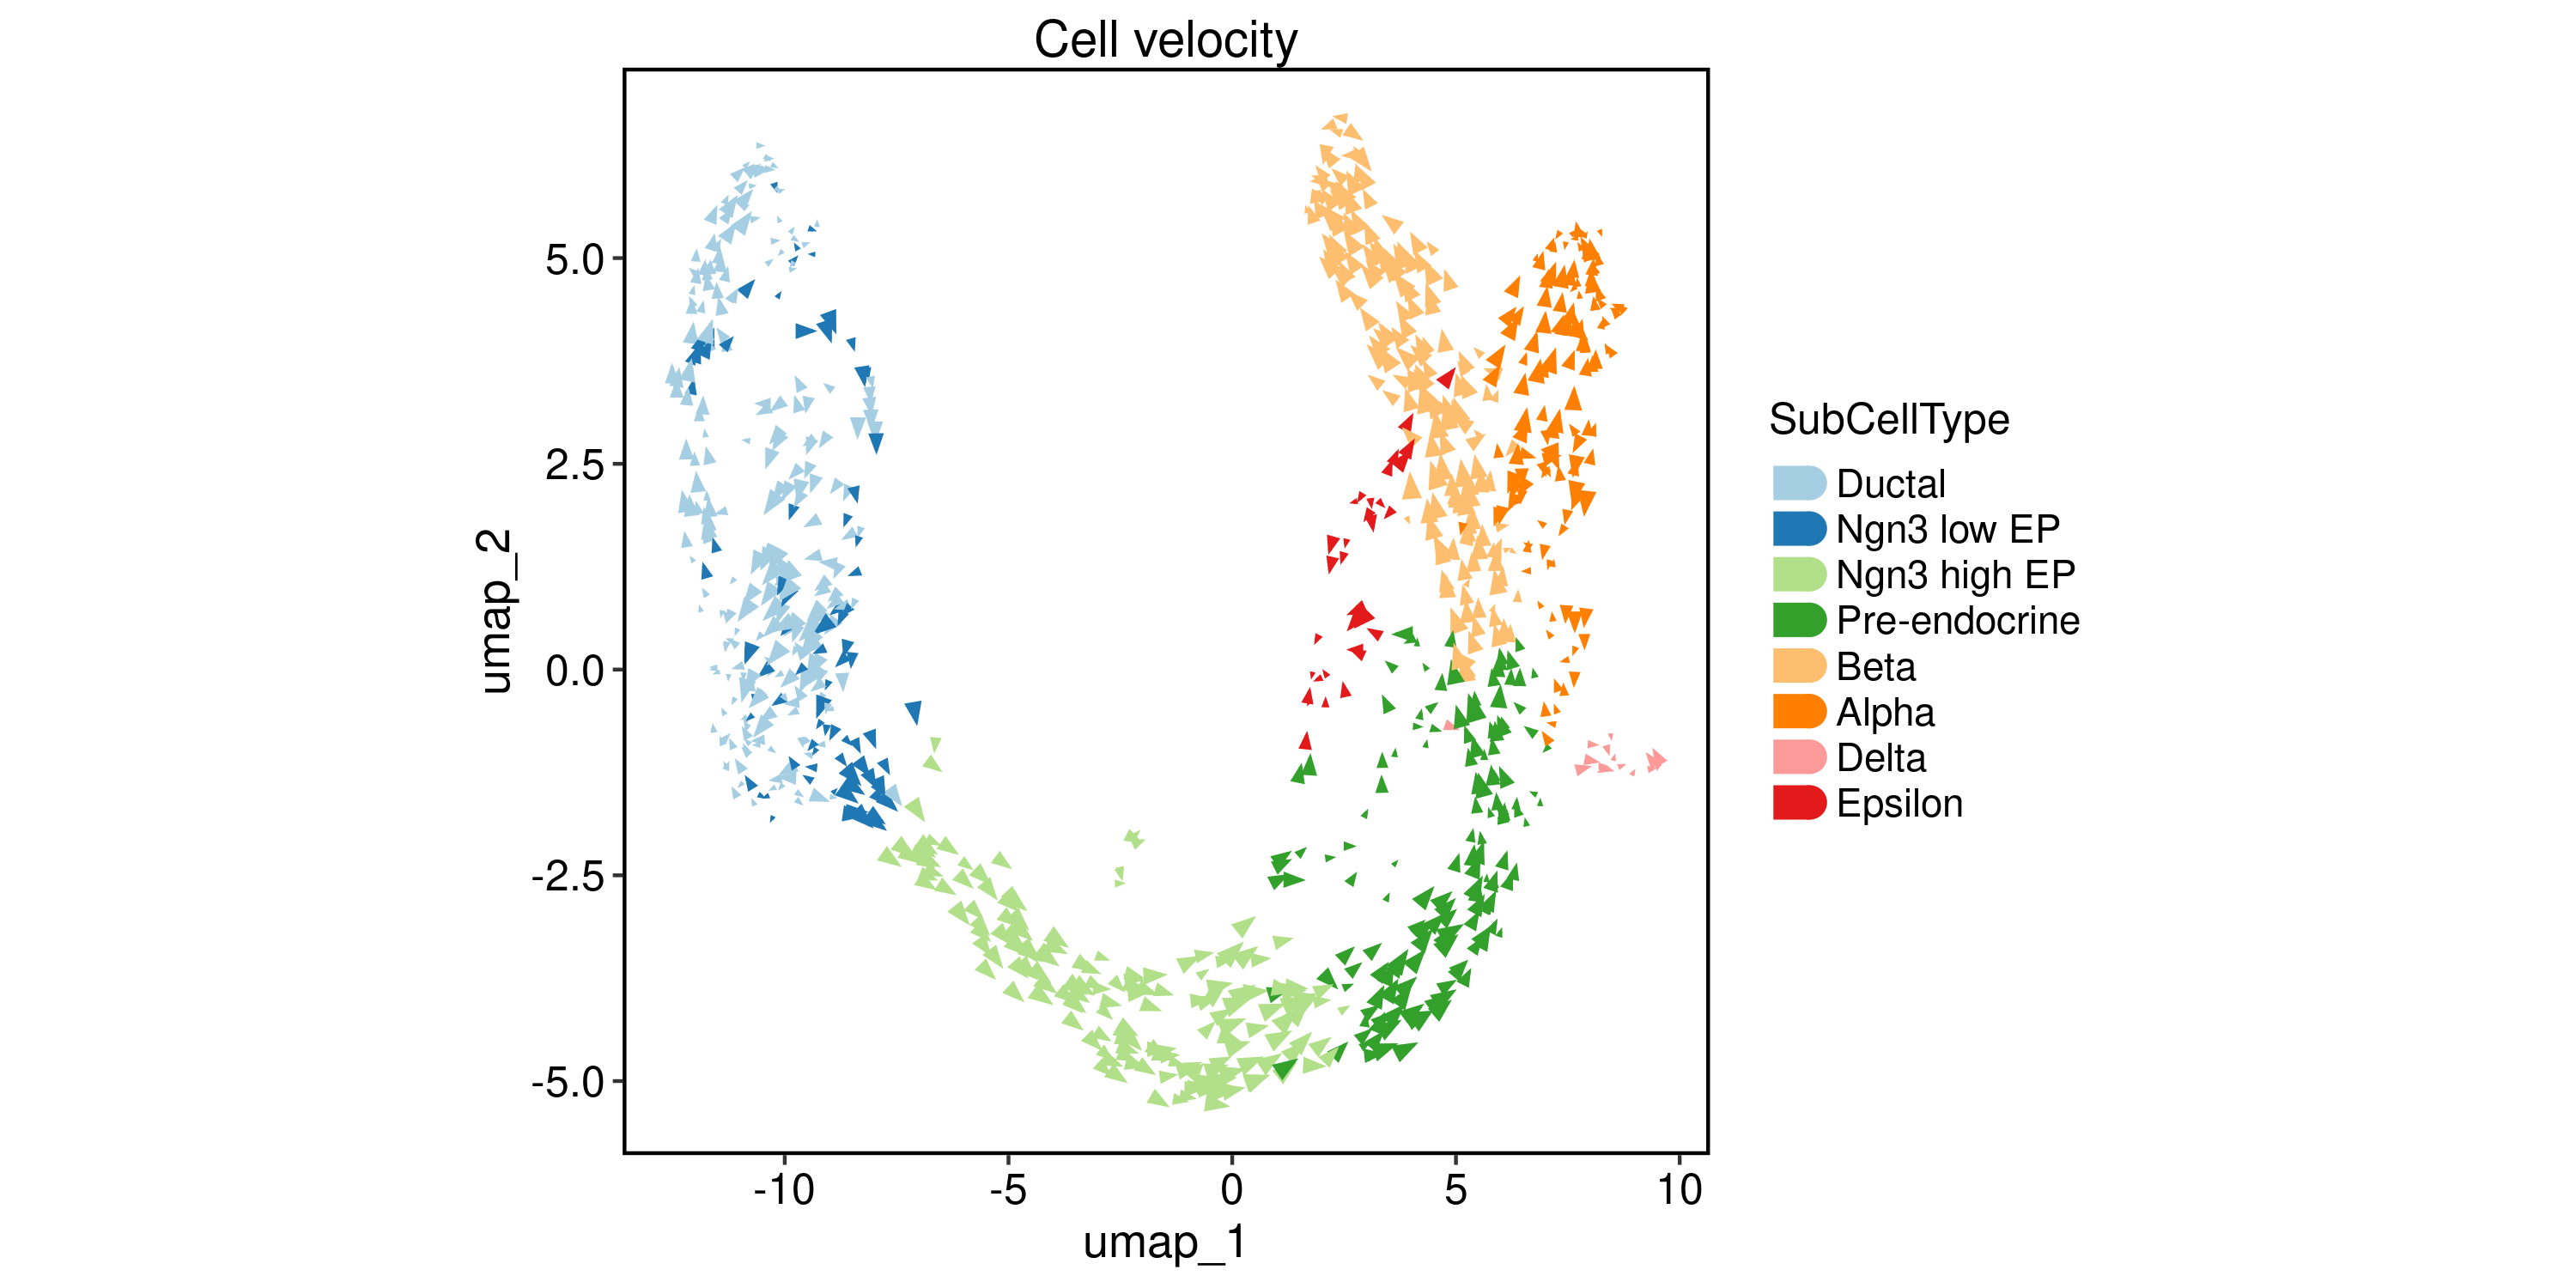 Cell velocity
5.0
2.5
0.0
-2.5
-5.0
umap_2
-10
-5
0
5
10
umap_1
SubCellType
Ductal
Ngn3 low EP
Ngn3 high EP
Pre-endocrine
Beta
Alpha
Delta
Epsilon